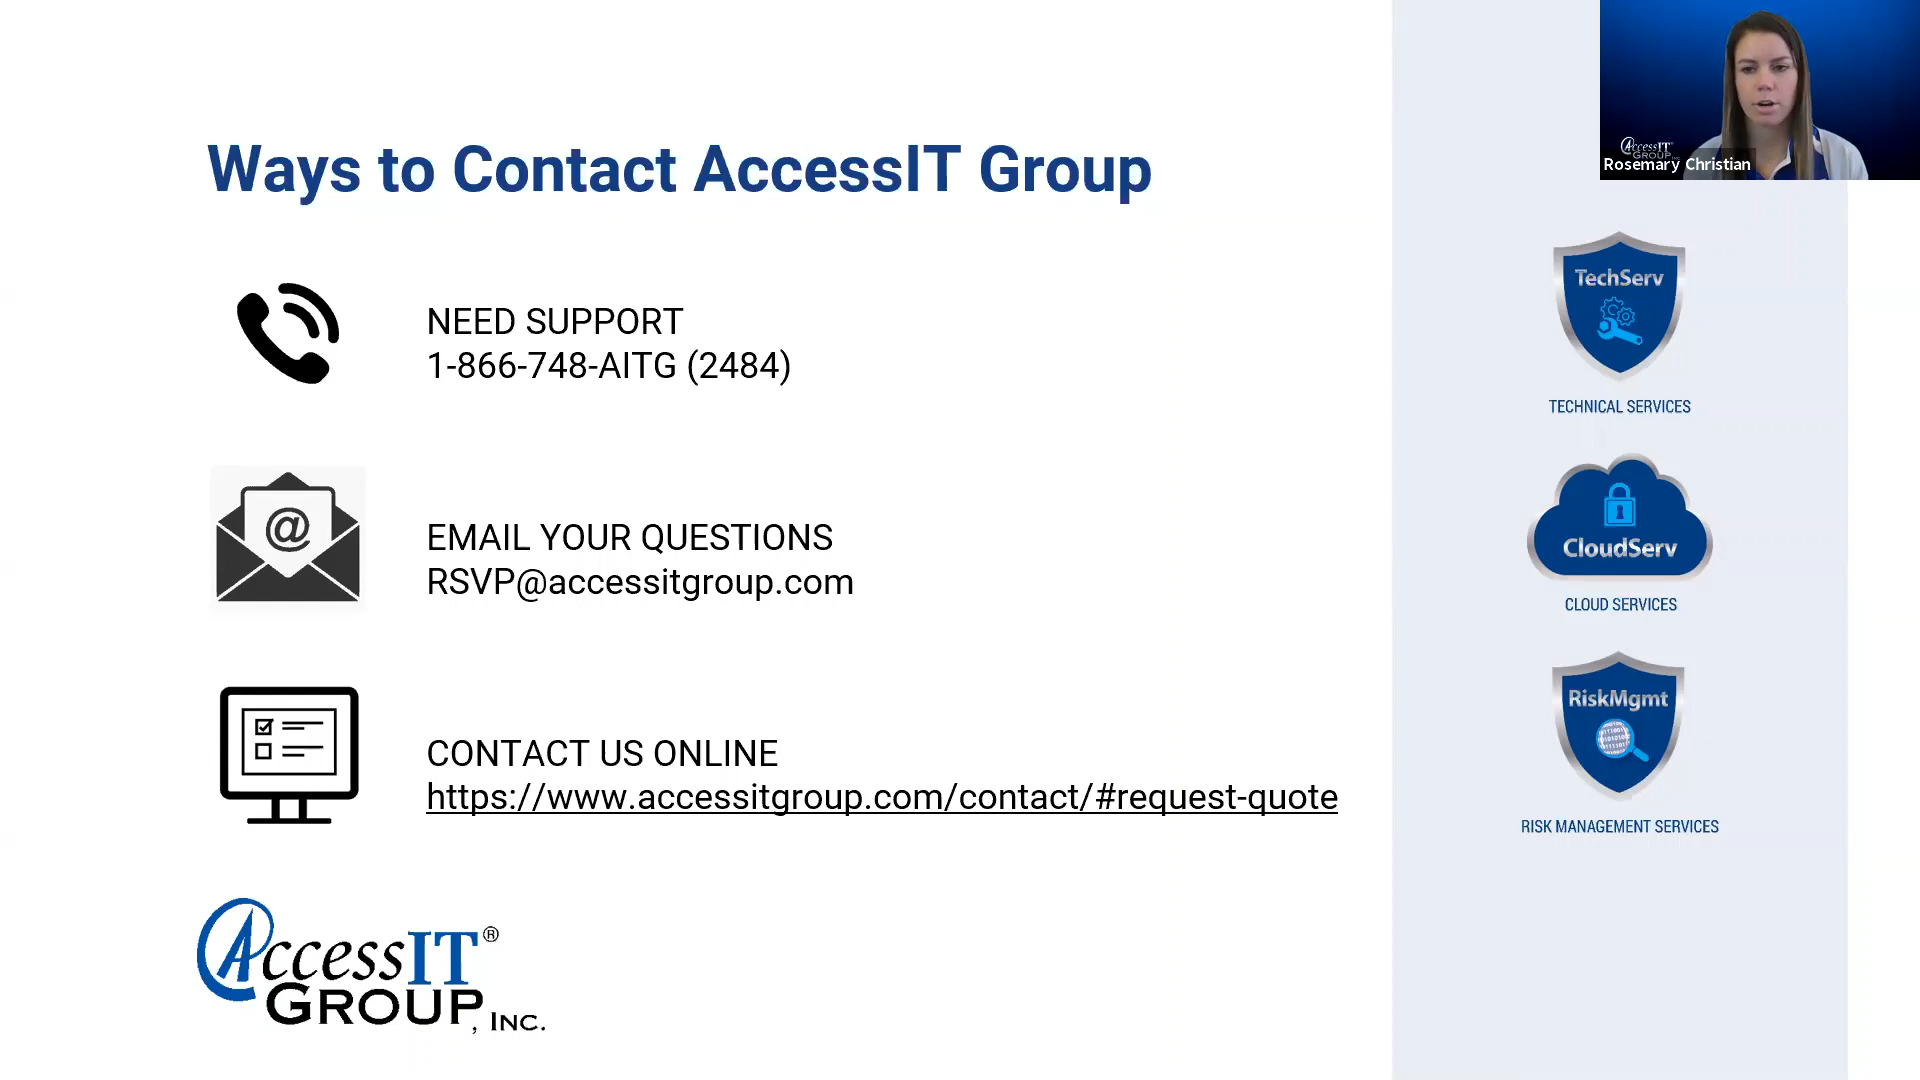 Ways to Contact AccessIT Group
NEED SUPPORT
1-866-748-AITG (2484)
@
EMAIL YOUR QUESTIONS
RSVP@accessitgroup.com
CONTACT US ONLINE
https://www.accessitgroup.com/contact/#request-quote
AccessIT®
GROUP, INC.
AccessIT
GROUP
Rosemary Christian
TechServ
TECHNICAL SERVICES
CloudServ
CLOUD SERVICES
RiskMgmt
RISK MANAGEMENT SERVICES